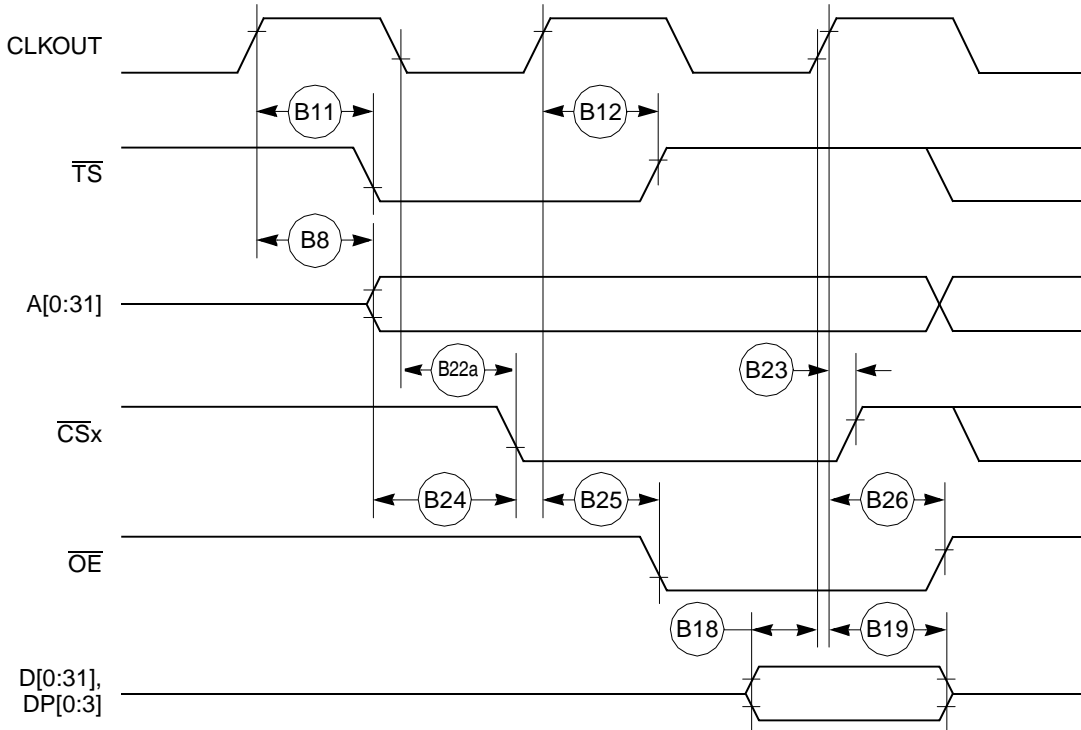 CLKOUT
B11
B12
TS
B8
A[0:31]
B22a
B23
CSx
B24
B25
B26
OE
B18
B19
D[0:31],
DP[0:3]